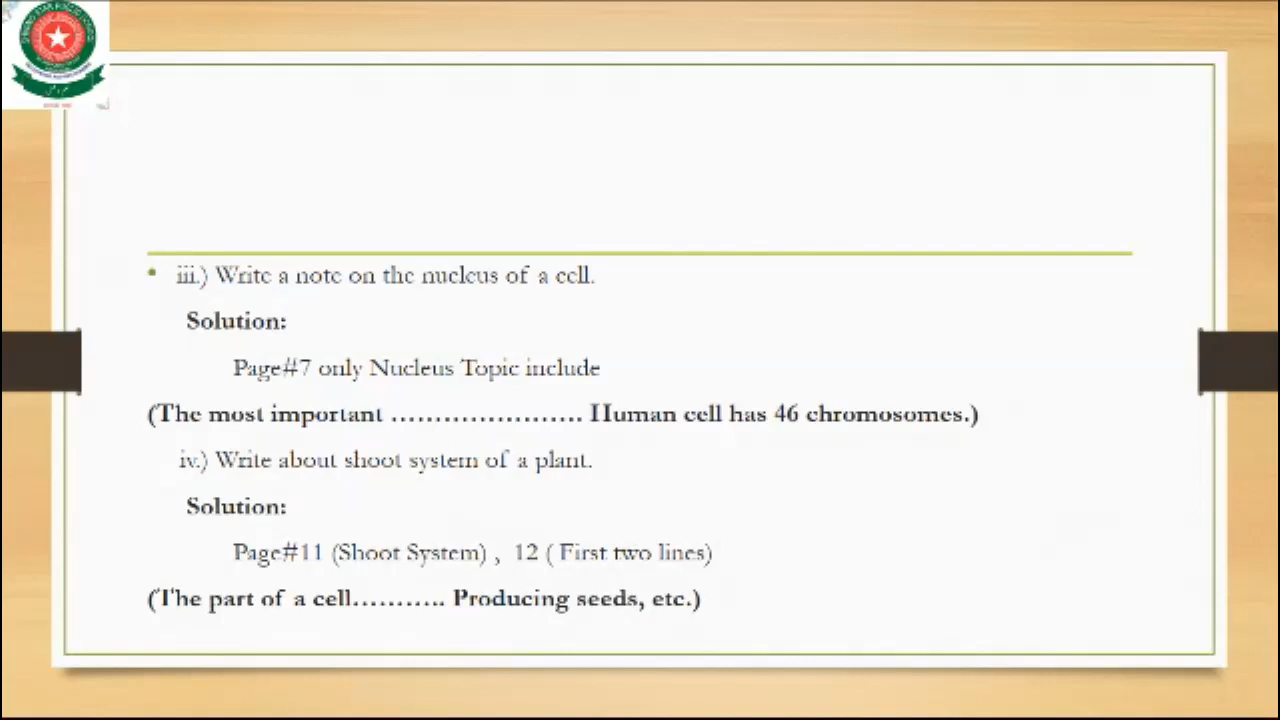 iii.) Write a note on the nucleus of a cell.
Solution:
Page#7 only Nucleus Topic include
(The most important ………………….. Human cell has 46 chromosomes.)
iv.) Write about shoot system of a plant.
Solution:
Page#11 (Shoot System) , 12 ( First two lines)
(The part of a cell……….. Producing seeds, etc.)